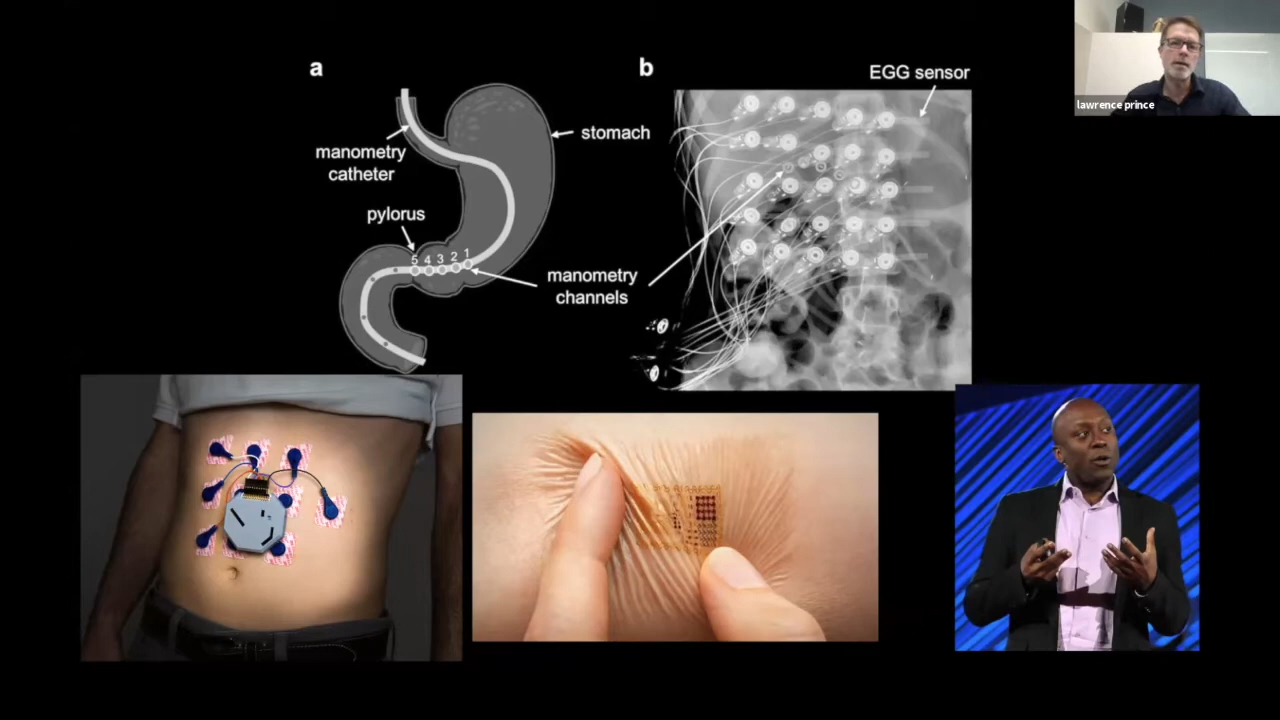 a
b
EGG sensor
lawrence prince
stomach
manometry
catheter
pylorus
5 4 3 2 1
manometry
channels